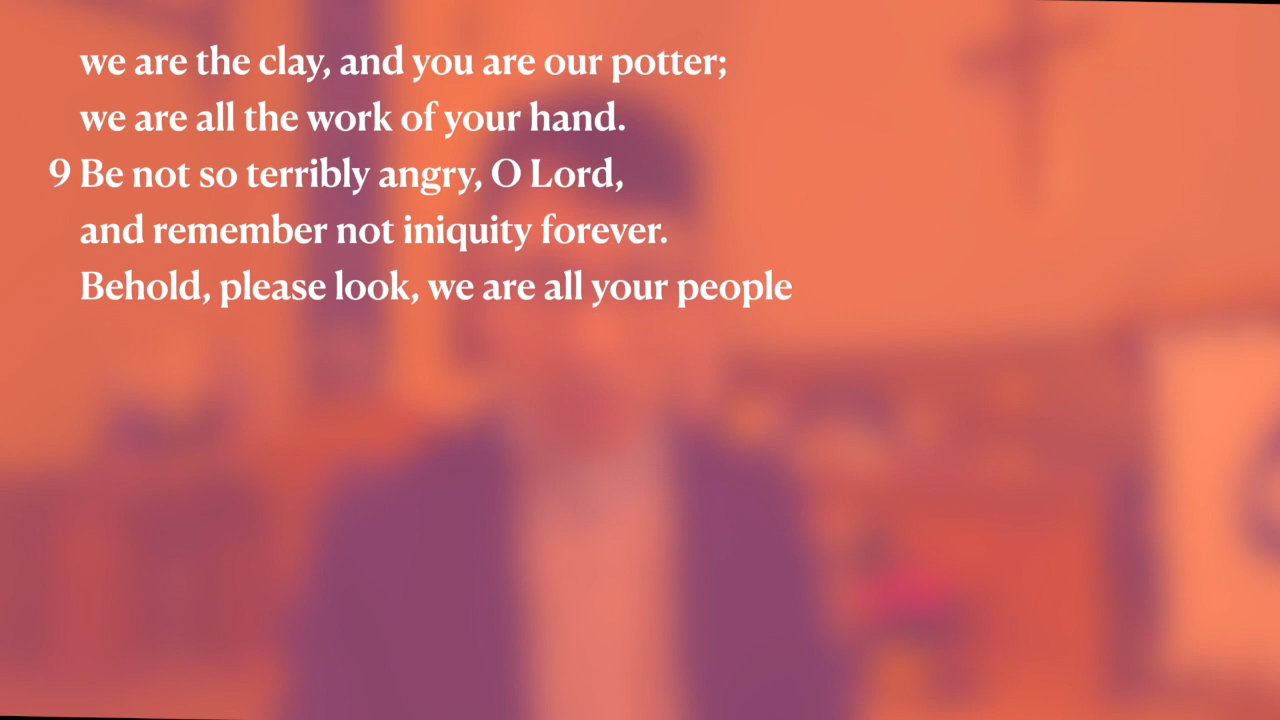 we are the clay, and you are our potter;
we are all the work of your hand.
9 Be not so terribly angry, O Lord,
and remember not iniquity forever.
Behold, please look, we are all your people